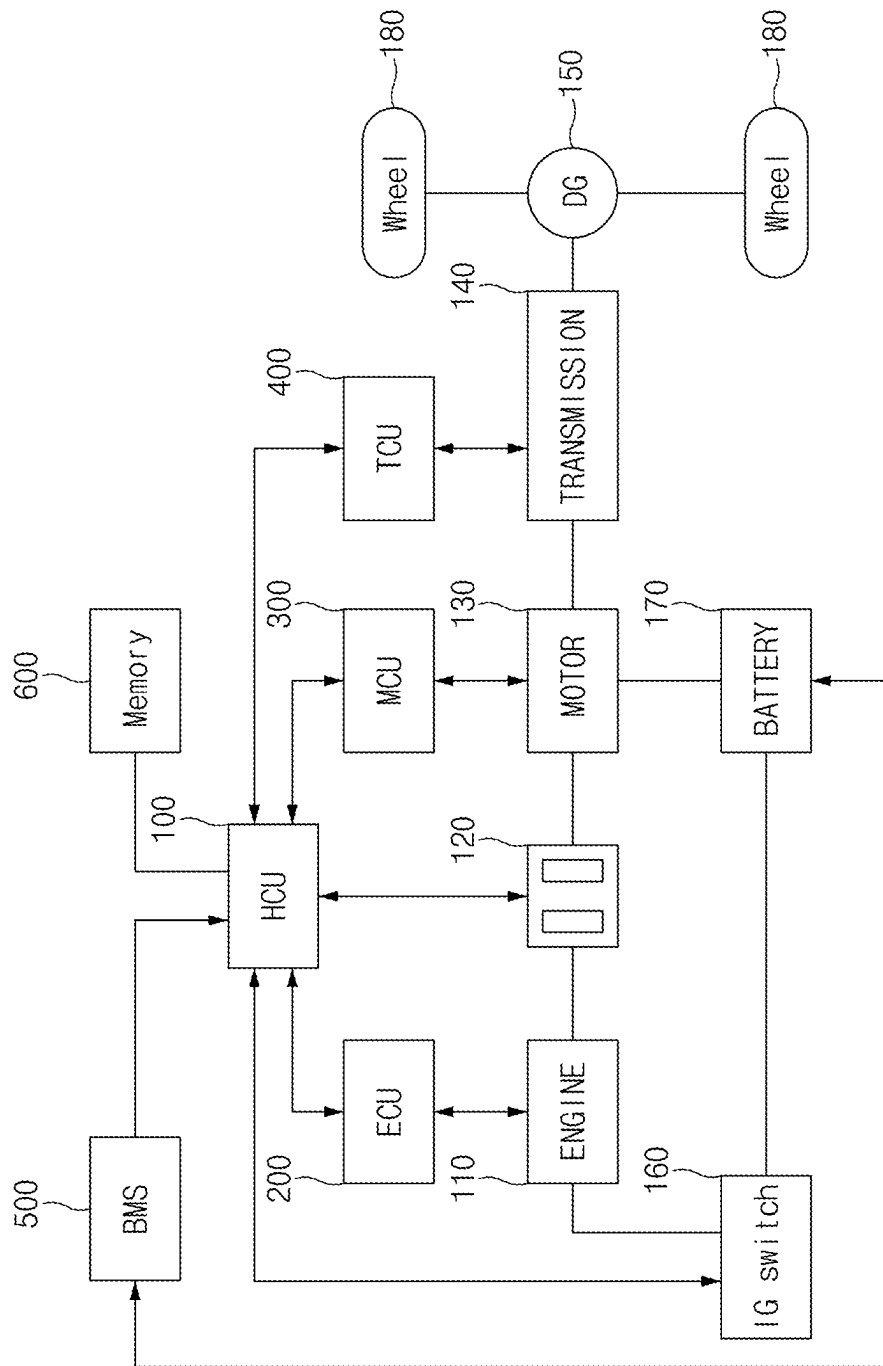 500
600
BMS
Memory
100
HCU
200
300
400
ECU
MCU
TCU
Wheel
180
110
120
130
140
ENGINE
MOTOR
TRANSMISSION
DG
150
160
170
IG switch
BATTERY
Wheel
180